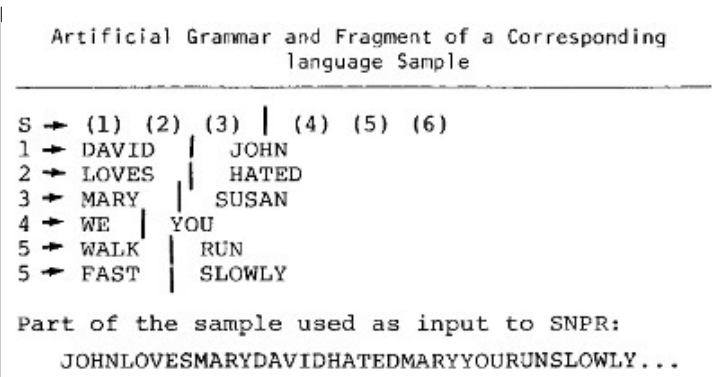 Artificial Grammar and Fragment of a Corresponding
language Sample
S → (1) (2) (3) | (4) (5) (6)
1 → DAVID | JOHN
2 → LOVES | HATED
3 → MARY | SUSAN
4 → WE | YOU
5 → WALK | RUN
5 → FAST | SLOWLY
Part of the sample used as input to SNPR:
JOHNLOVESMARYDAVIDHATEDMARYYOURUNSLOWLY...